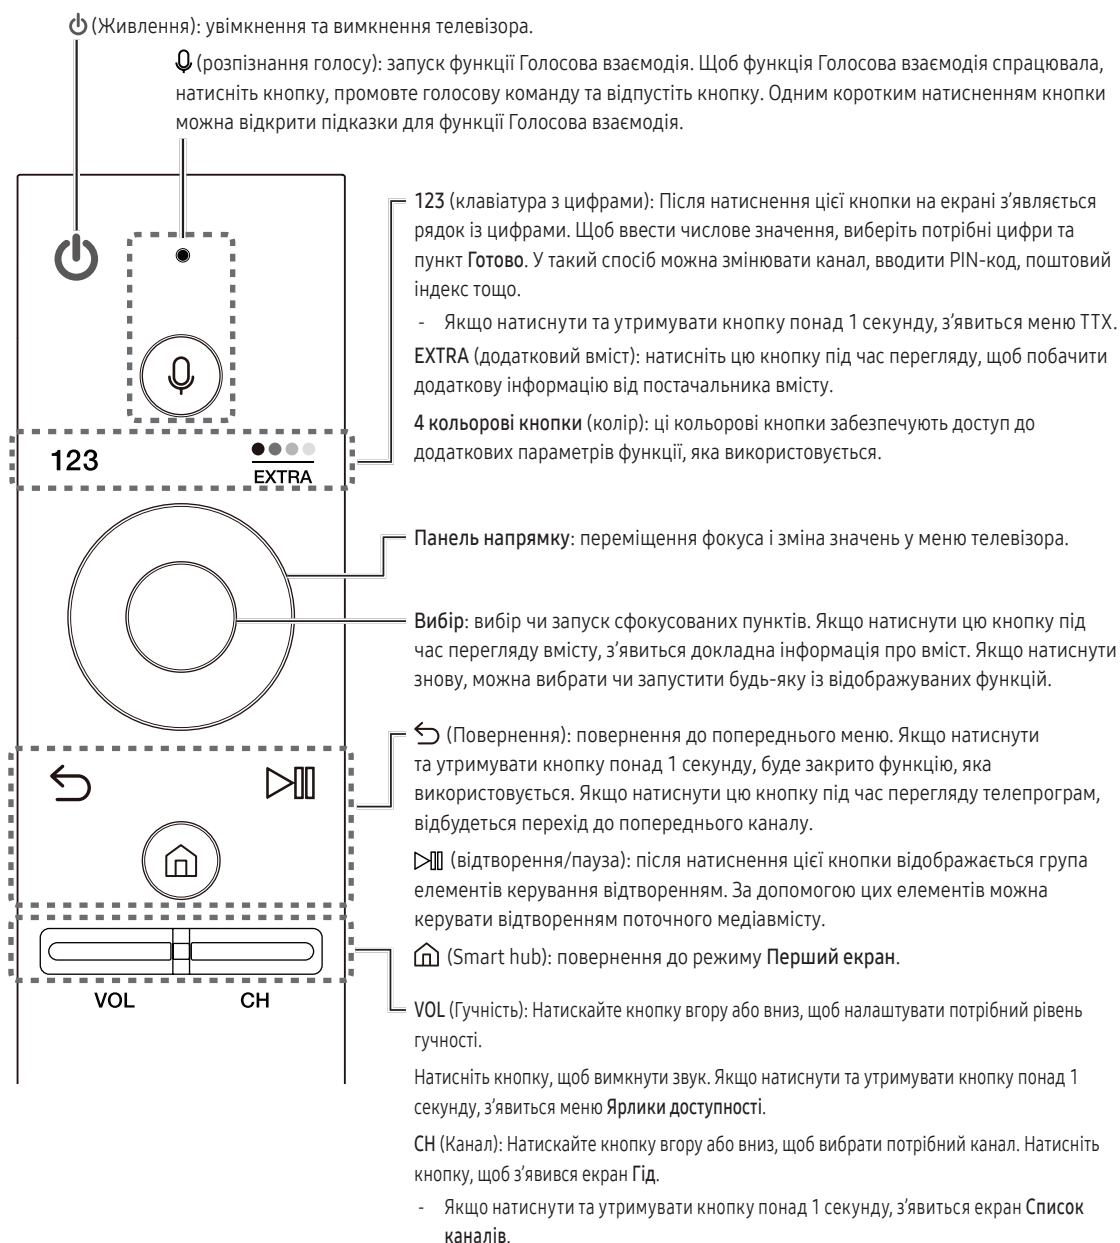 (Живлення): увімкнення та вимкнення телевізора.
(розпізнання голосу): запуск функції Голосова взаємодія. Щоб функція Голосова взаємодія спрацювала,
натисніть кнопку, промовте голосову команду та відпустіть кнопку. Одним коротким натисненням кнопки
можна відкрити підказки для функції Голосова взаємодія.
123 (клавіатура з цифрами): Після натиснення цієї кнопки на екрані з'являється
рядок із цифрами. Щоб ввести числове значення, виберіть потрібні цифри та
пункт Готово. У такий спосіб можна змінювати канал, вводити PIN-код, поштовий
індекс тощо.
- Якщо натиснути та утримувати кнопку понад 1 секунду, з'явиться меню TTX.
EXTRA (додатковий вміст): натисніть цю кнопку під час перегляду, щоб побачити
додаткову інформацію від постачальника вмісту.
4 кольорові кнопки (колір): ці кольорові кнопки забезпечують доступ до
додаткових параметрів функції, яка використовується.
123
EXTRA
Панель напрямку: переміщення фокуса і зміна значень у меню телевізора.
Вибір: вибір чи запуск сфокусованих пунктів. Якщо натиснути цю кнопку під
час перегляду вмісту, з'явиться докладна інформація про вміст. Якщо натиснути
знову, можна вибрати чи запустити будь-яку із відображуваних функцій.
(Повернення): повернення до попереднього меню. Якщо натиснути
та утримувати кнопку понад 1 секунду, буде закрито функцію, яка
використовується. Якщо натиснути цю кнопку під час перегляду телепрограм,
відбудеться перехід до попереднього каналу.
(відтворення/пауза): після натиснення цієї кнопки відображається група
елементів керування відтворенням. За допомогою цих елементів можна
керувати відтворенням поточного медіавмісту.
(Smart hub): повернення до режиму Перший екран.
VOL
CH
VOL (Гучність): Натискайте кнопку вгору або вниз, щоб налаштувати потрібний рівень
гучності.
Натисніть кнопку, щоб вимкнути звук. Якщо натиснути та утримувати кнопку понад 1
секунду, з'явиться меню Ярлики доступності.
CH (Канал): Натискайте кнопку вгору або вниз, щоб вибрати потрібний канал. Натисніть
кнопку, щоб з'явився екран Гід.
- Якщо натиснути та утримувати кнопку понад 1 секунду, з'явиться екран Список
каналів.